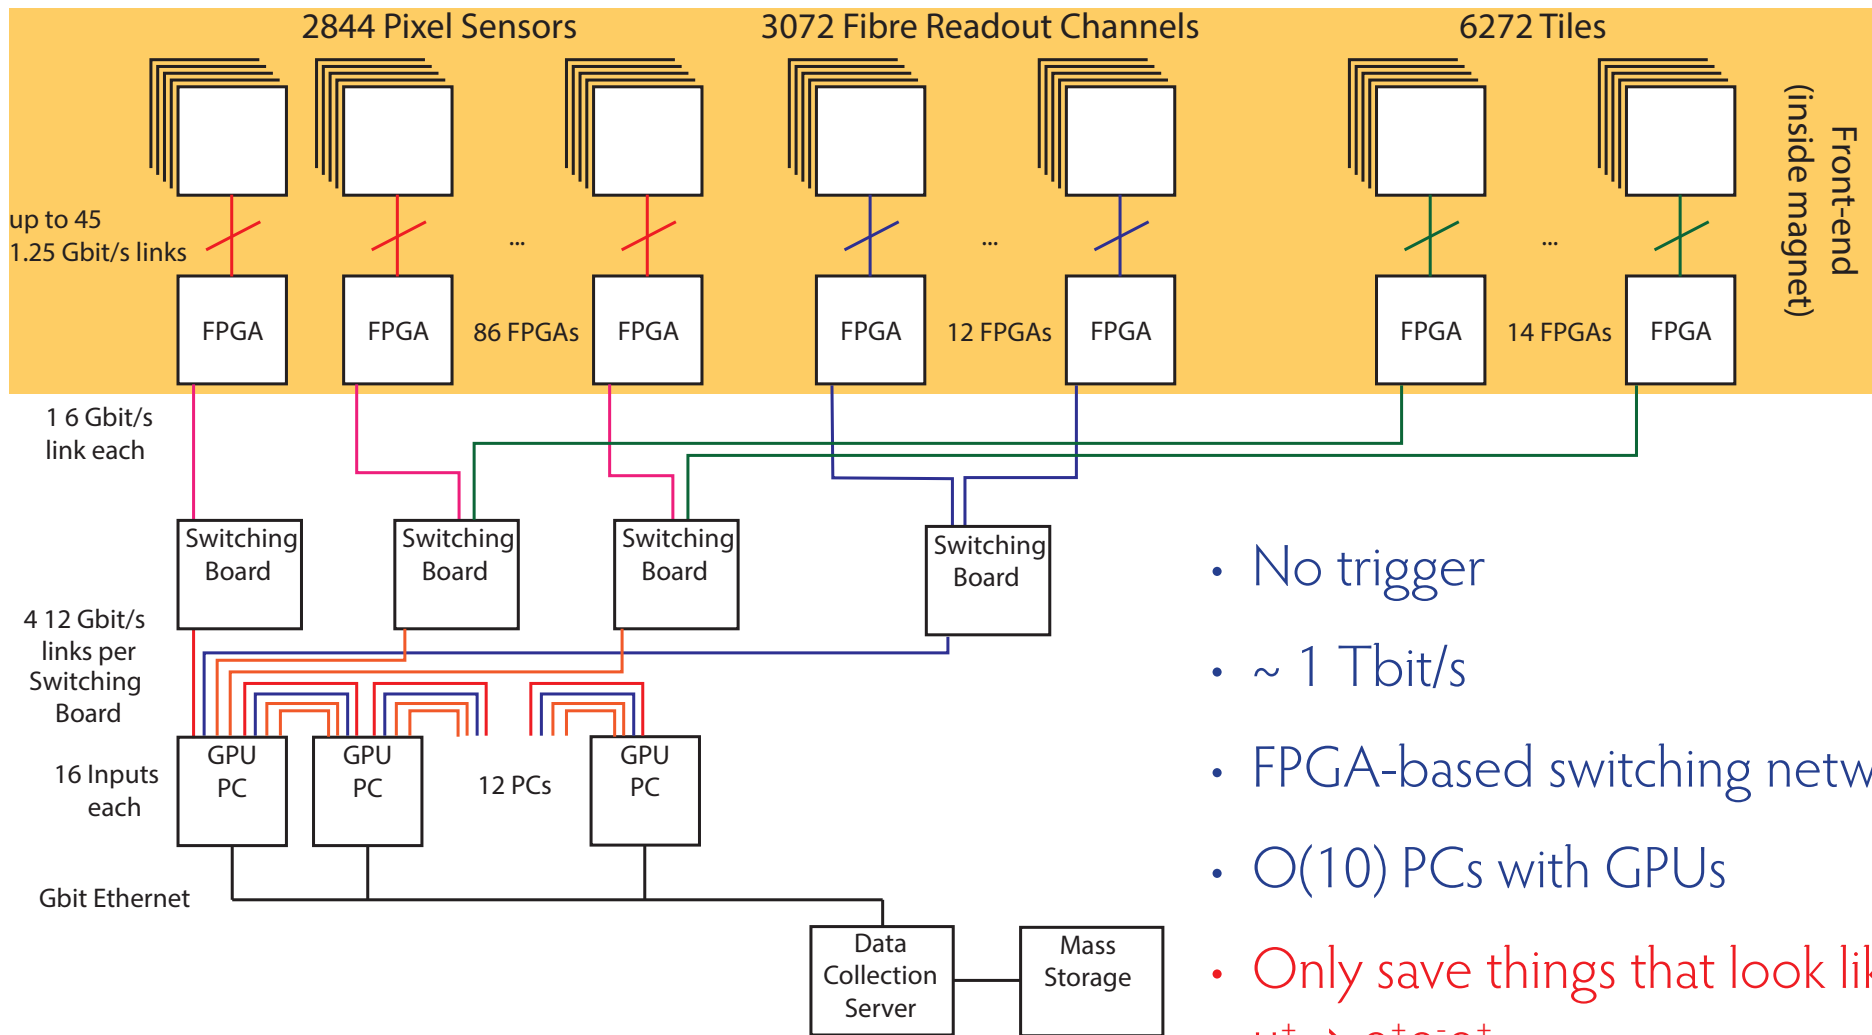 2844 Pixel Sensors
3072 Fibre Readout Channels
6272 Tiles
Front-end
(inside magnet)
up to 45
1.25 Gbit/s links
...
...
...
FPGA
FPGA
86 FPGAs
FPGA
FPGA
12 FPGAs
FPGA
FPGA
14 FPGAs
FPGA
1 6 Gbit/s
link each
Switching
Board
Switching
Board
Switching
Board
Switching
Board
4 12 Gbit/s
links per
Switching
Board
16 Inputs
each
GPU
PC
GPU
PC
12 PCs
GPU
PC
Gbit Ethernet
Data
Collection
Server
Mass
Storage
• No trigger
• ~ 1 Tbit/s
• FPGA-based switching netw
• O(10) PCs with GPUs
• Only save things that look lik